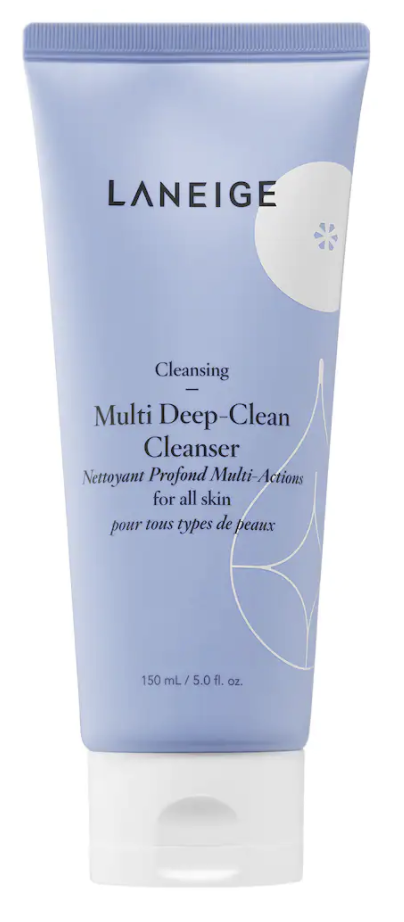 LANEIGE
Cleansing
Multi Deep-Clean
Cleanser
Nettoyant Profond Multi-Actions
for all skin
pour tous types de peaux
150 mL / 5.0 fl. oz.